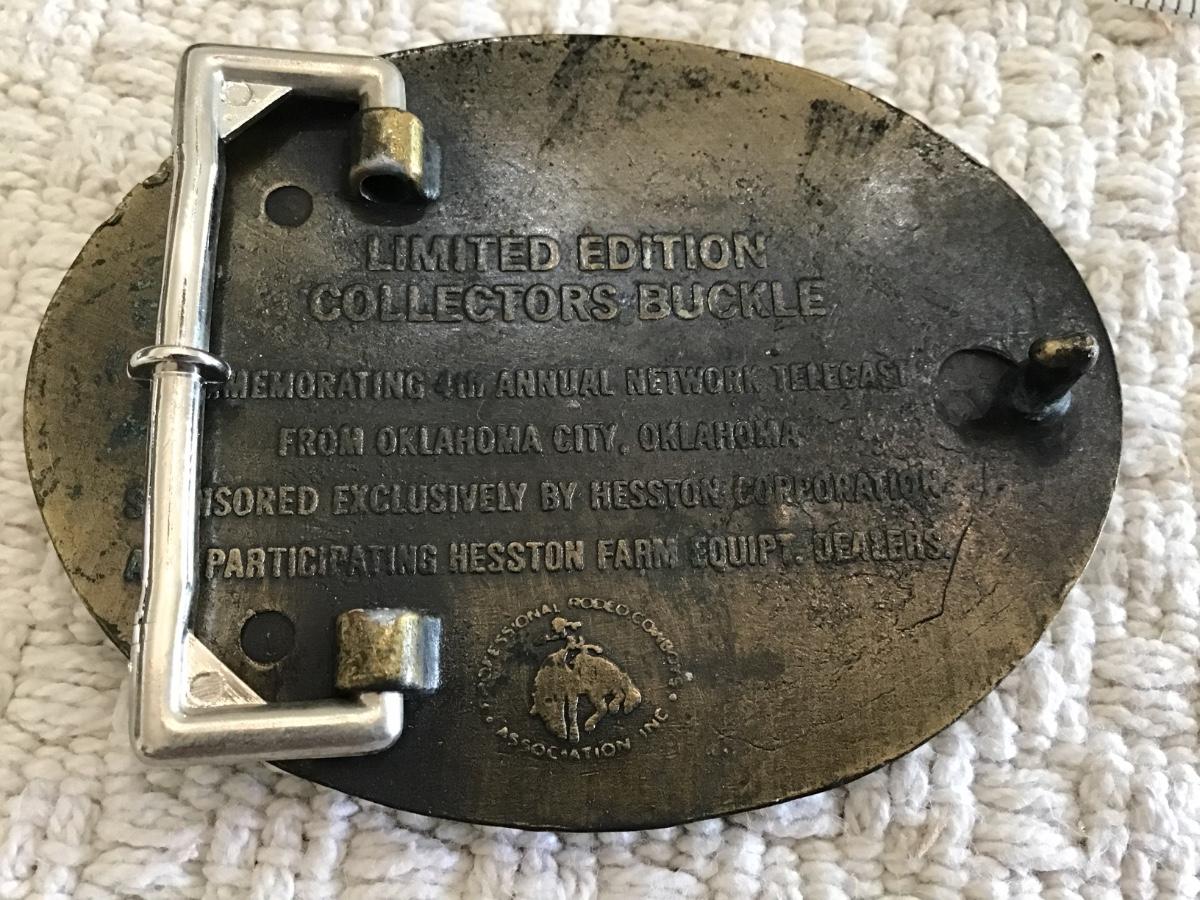 LIMITED EDITION
COLLECTORS BUCKLE
MEMORATING 4th ANNUAL NETWORK TELECAST
FROM OKLAHOMA CITY, OKLAHOMA
S NSORED EXCLUSIVELY BY HESSTON CORPORATION
A PARTICIPATING HESSTON FARM EQUIPT. DEALERS.
PROFESSIONAL RODEO COWBOYS
ASSOCIATION INC